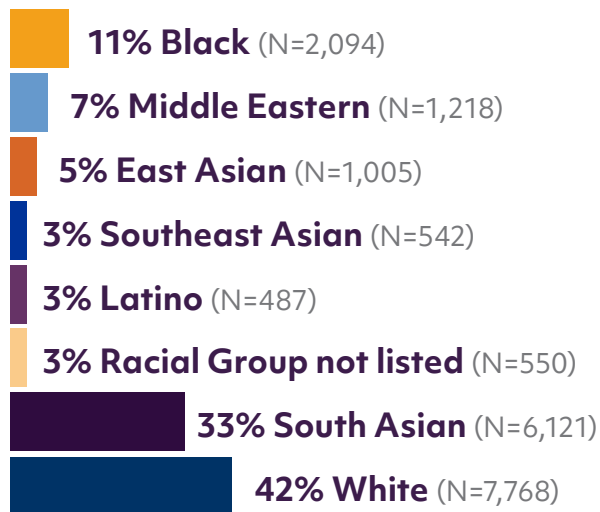 11% Black (N=2,094)
7% Middle Eastern (N=1,218)
5% East Asian (N=1,005)
3% Southeast Asian (N=542)
3% Latino (N=487)
3% Racial Group not listed (N=550)
33% South Asian (N=6,121)
42% White (N=7,768)